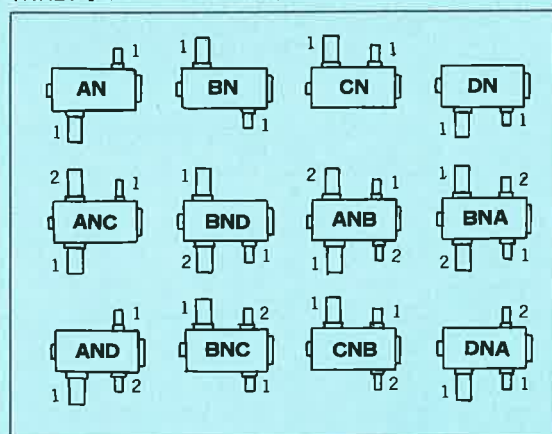 1 1 1 1
AN BN CN DN
1 1 1 1
2 1 1 2 1 1 2
ANC BND ANB BNA
1 2 1 1 2 2 1
1 1 2 1 1 2
AND BNC CNB DNA
1 2 1 2 1 1